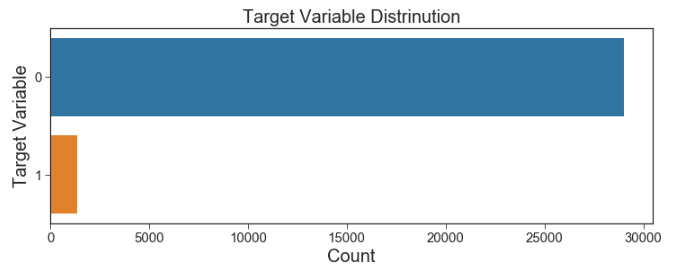 Target Variable Distrinution
Target Variable
0
1
0 5000 10000 15000 20000 25000 30000
Count